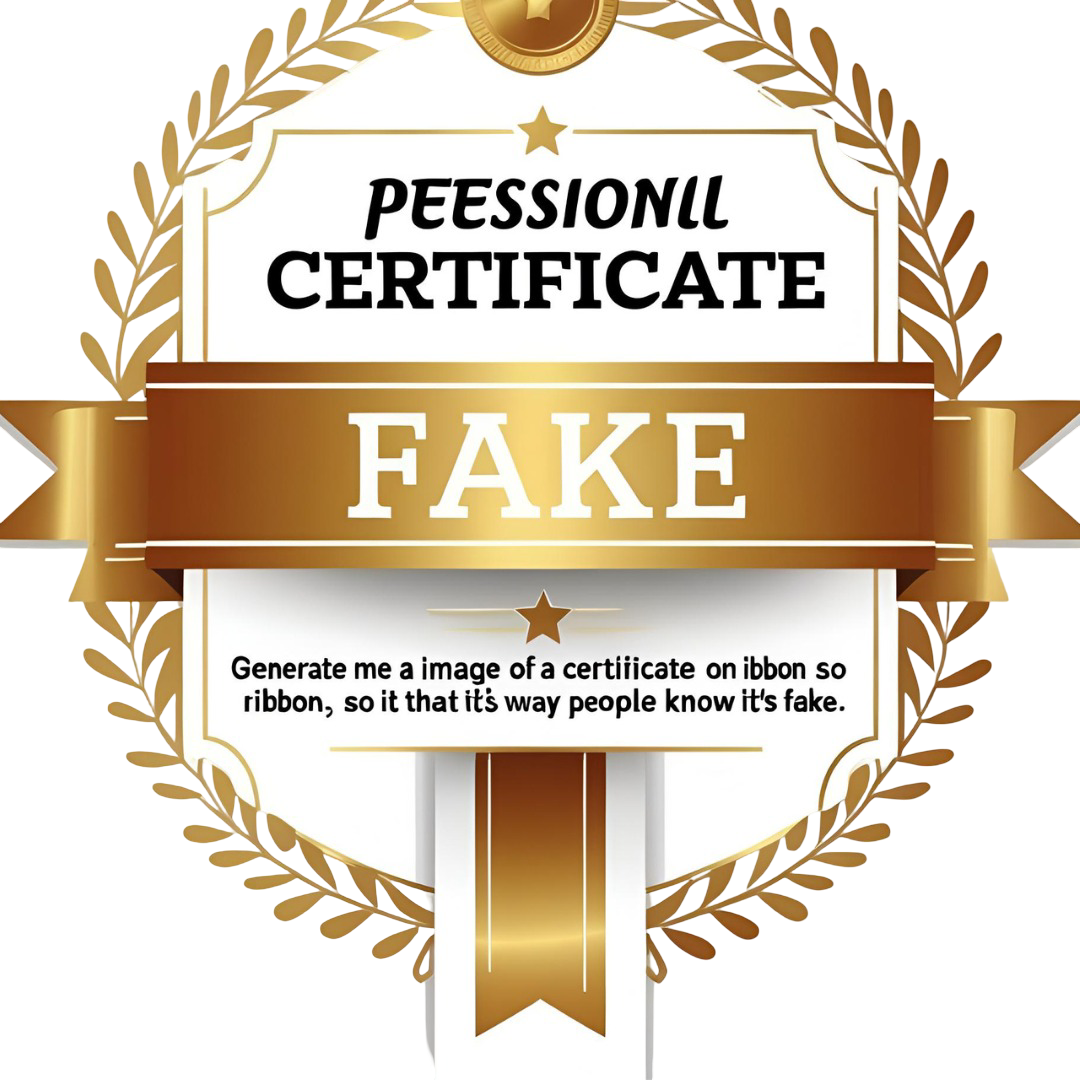 PEESSIONLL
CERTIFICATE
FAKE
Generate me a image of a certiiicate on ibbon so
ribbon, so it that it's way people know it's fake.